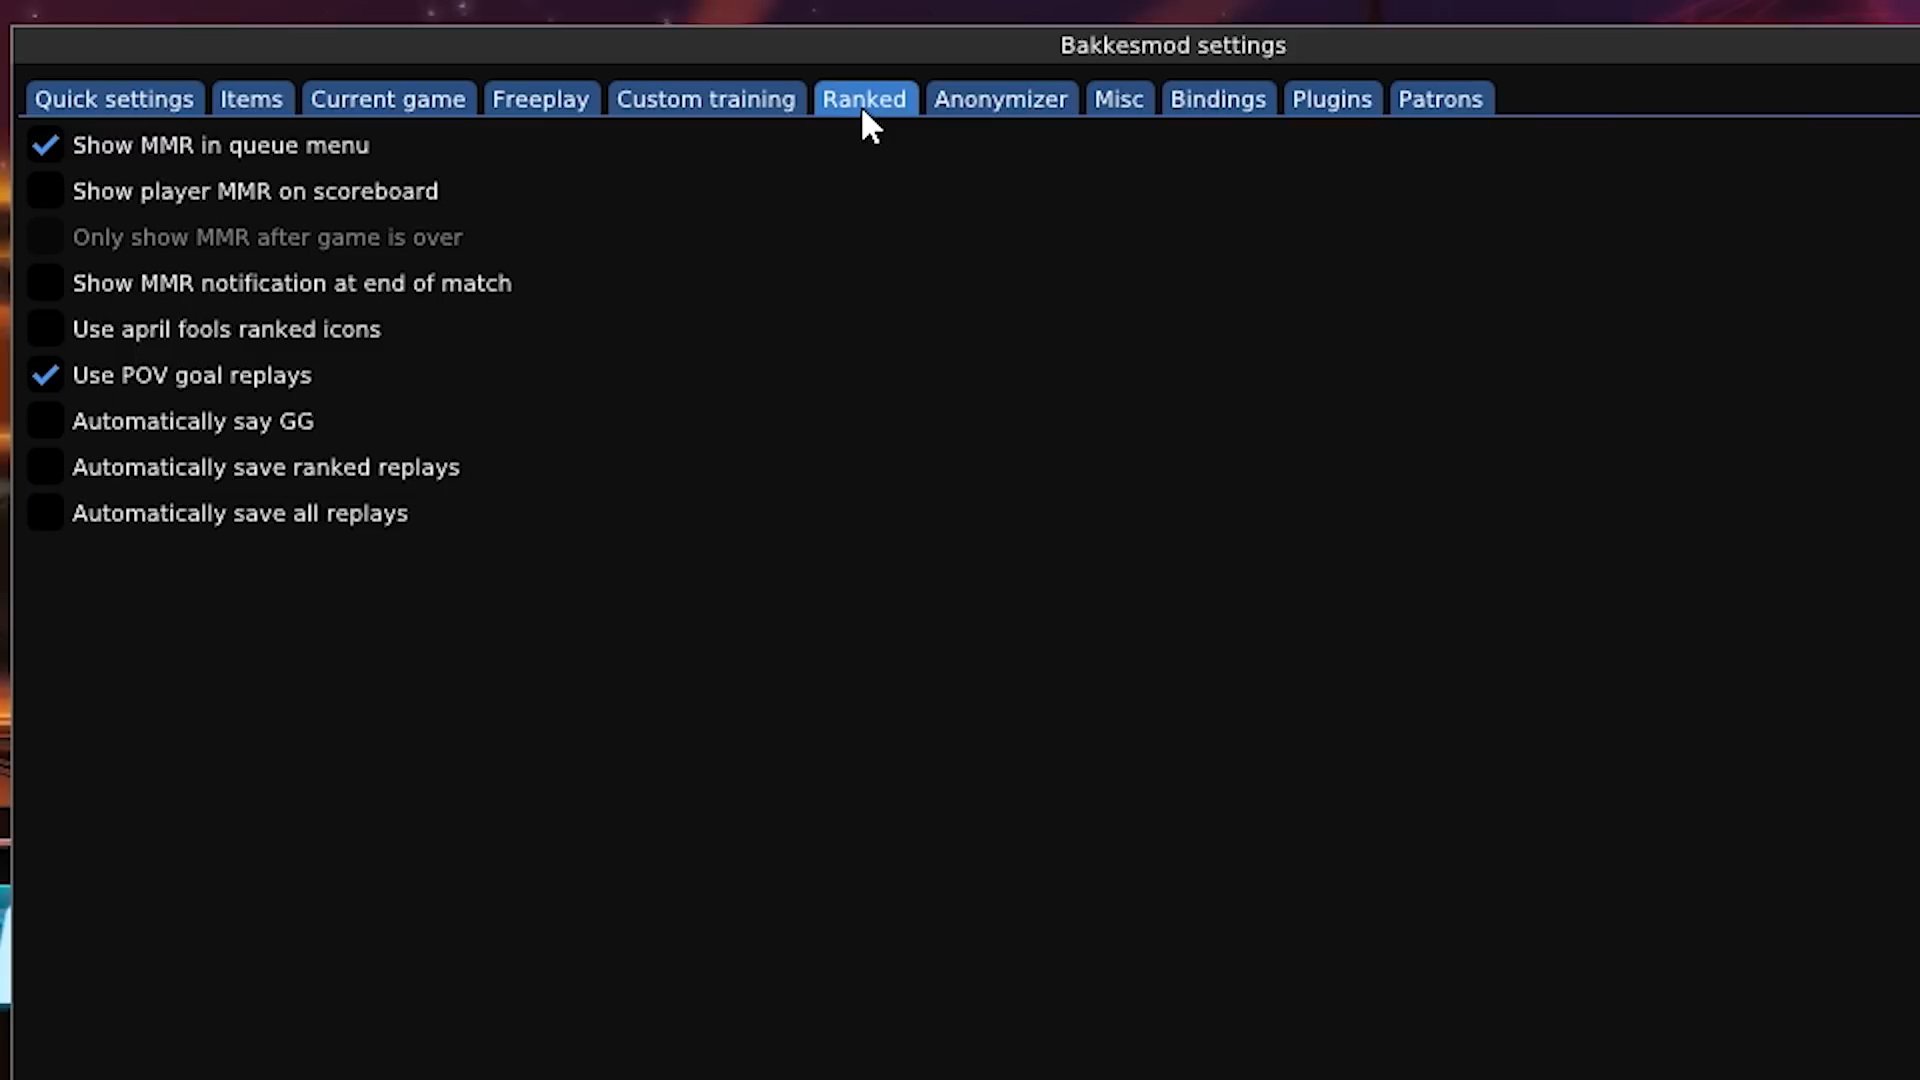 Bakkesmod settings
Quick settings Items Current game Freeplay Custom training Ranked Anonymizer Misc Bindings Plugins Patrons
Show MMR in queue menu
Show player MMR on scoreboard
Only show MMR after game is over
Show MMR notification at end of match
Use april fools ranked icons
Use POV goal replays
Automatically say GG
Automatically save ranked replays
Automatically save all replays